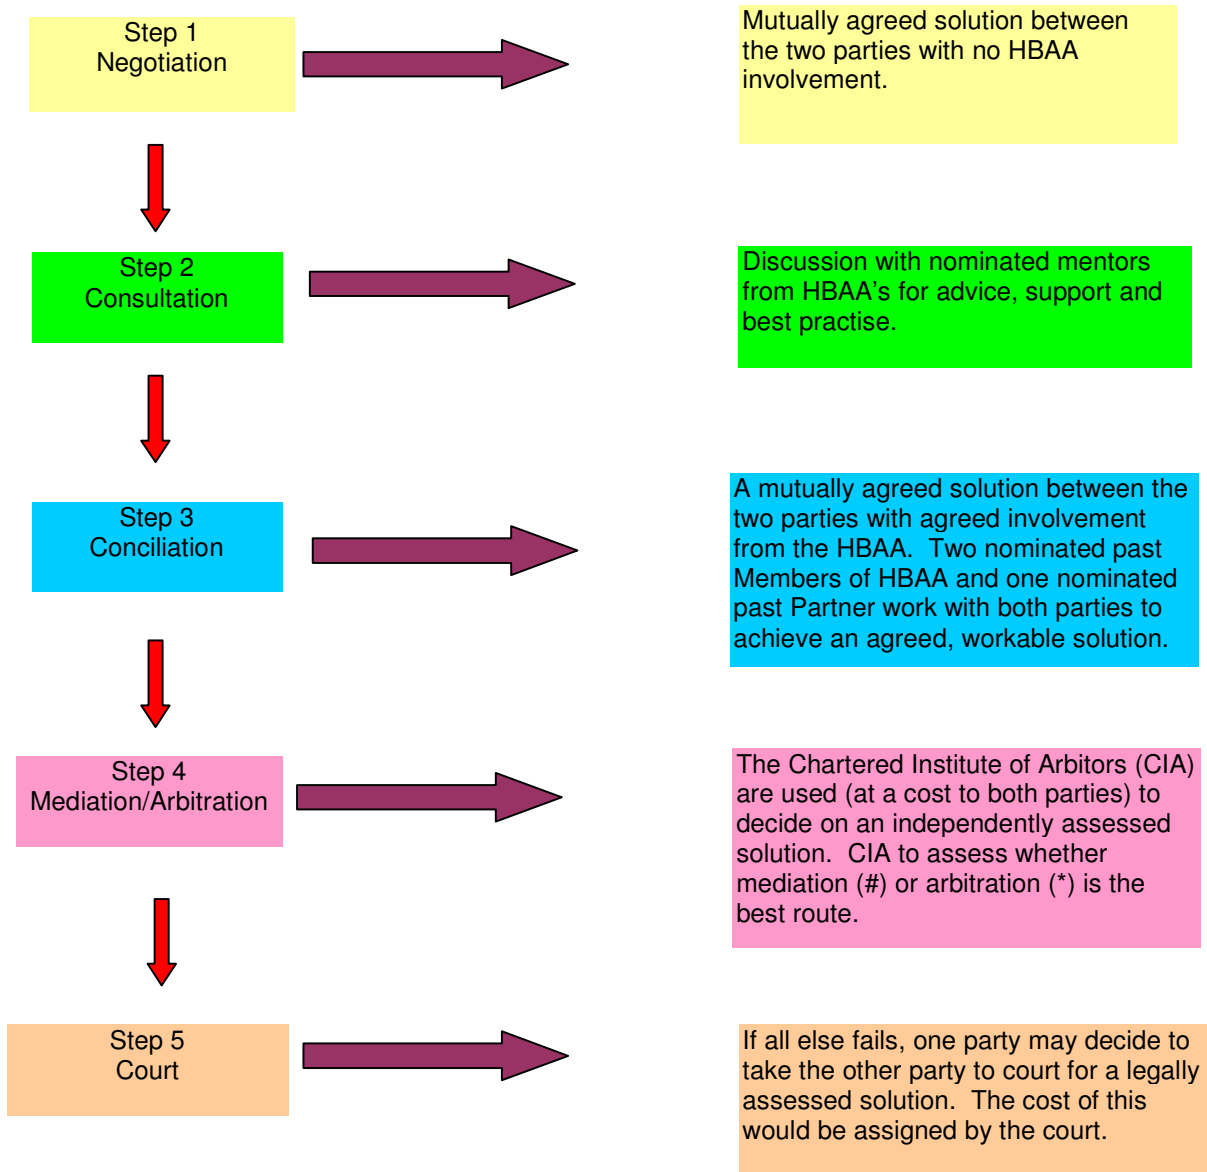 Step 1
Negotiation
Mutually agreed solution between
the two parties with no HBAA
involvement.
Step 2
Consultation
Discussion with nominated mentors
from HBAA's for advice, support and
best practise.
Step 3
Conciliation
A mutually agreed solution between the
two parties with agreed involvement
from the HBAA.  Two nominated past
Members of HBAA and one nominated
past Partner work with both parties to
achieve an agreed, workable solution.
Step 4
Mediation/Arbitration
The Chartered Institute of Arbitors (CIA)
are used (at a cost to both parties) to
decide on an independently assessed
solution.  CIA to assess whether
mediation (#) or arbitration (*) is the
best route.
Step 5
Court
If all else fails, one party may decide to
take the other party to court for a legally
assessed solution.  The cost of this
would be assigned by the court.